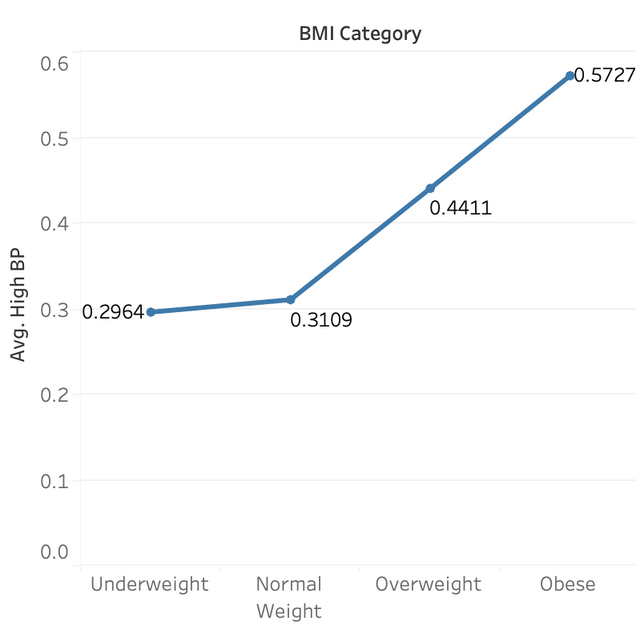 BMI Category
0.6
0.5
0.4
0.3
0.2
0.1
0.0
Avg. High BP
0.2964
0.3109
0.4411
0.5727
Underweight
Normal
Weight
Overweight
Obese